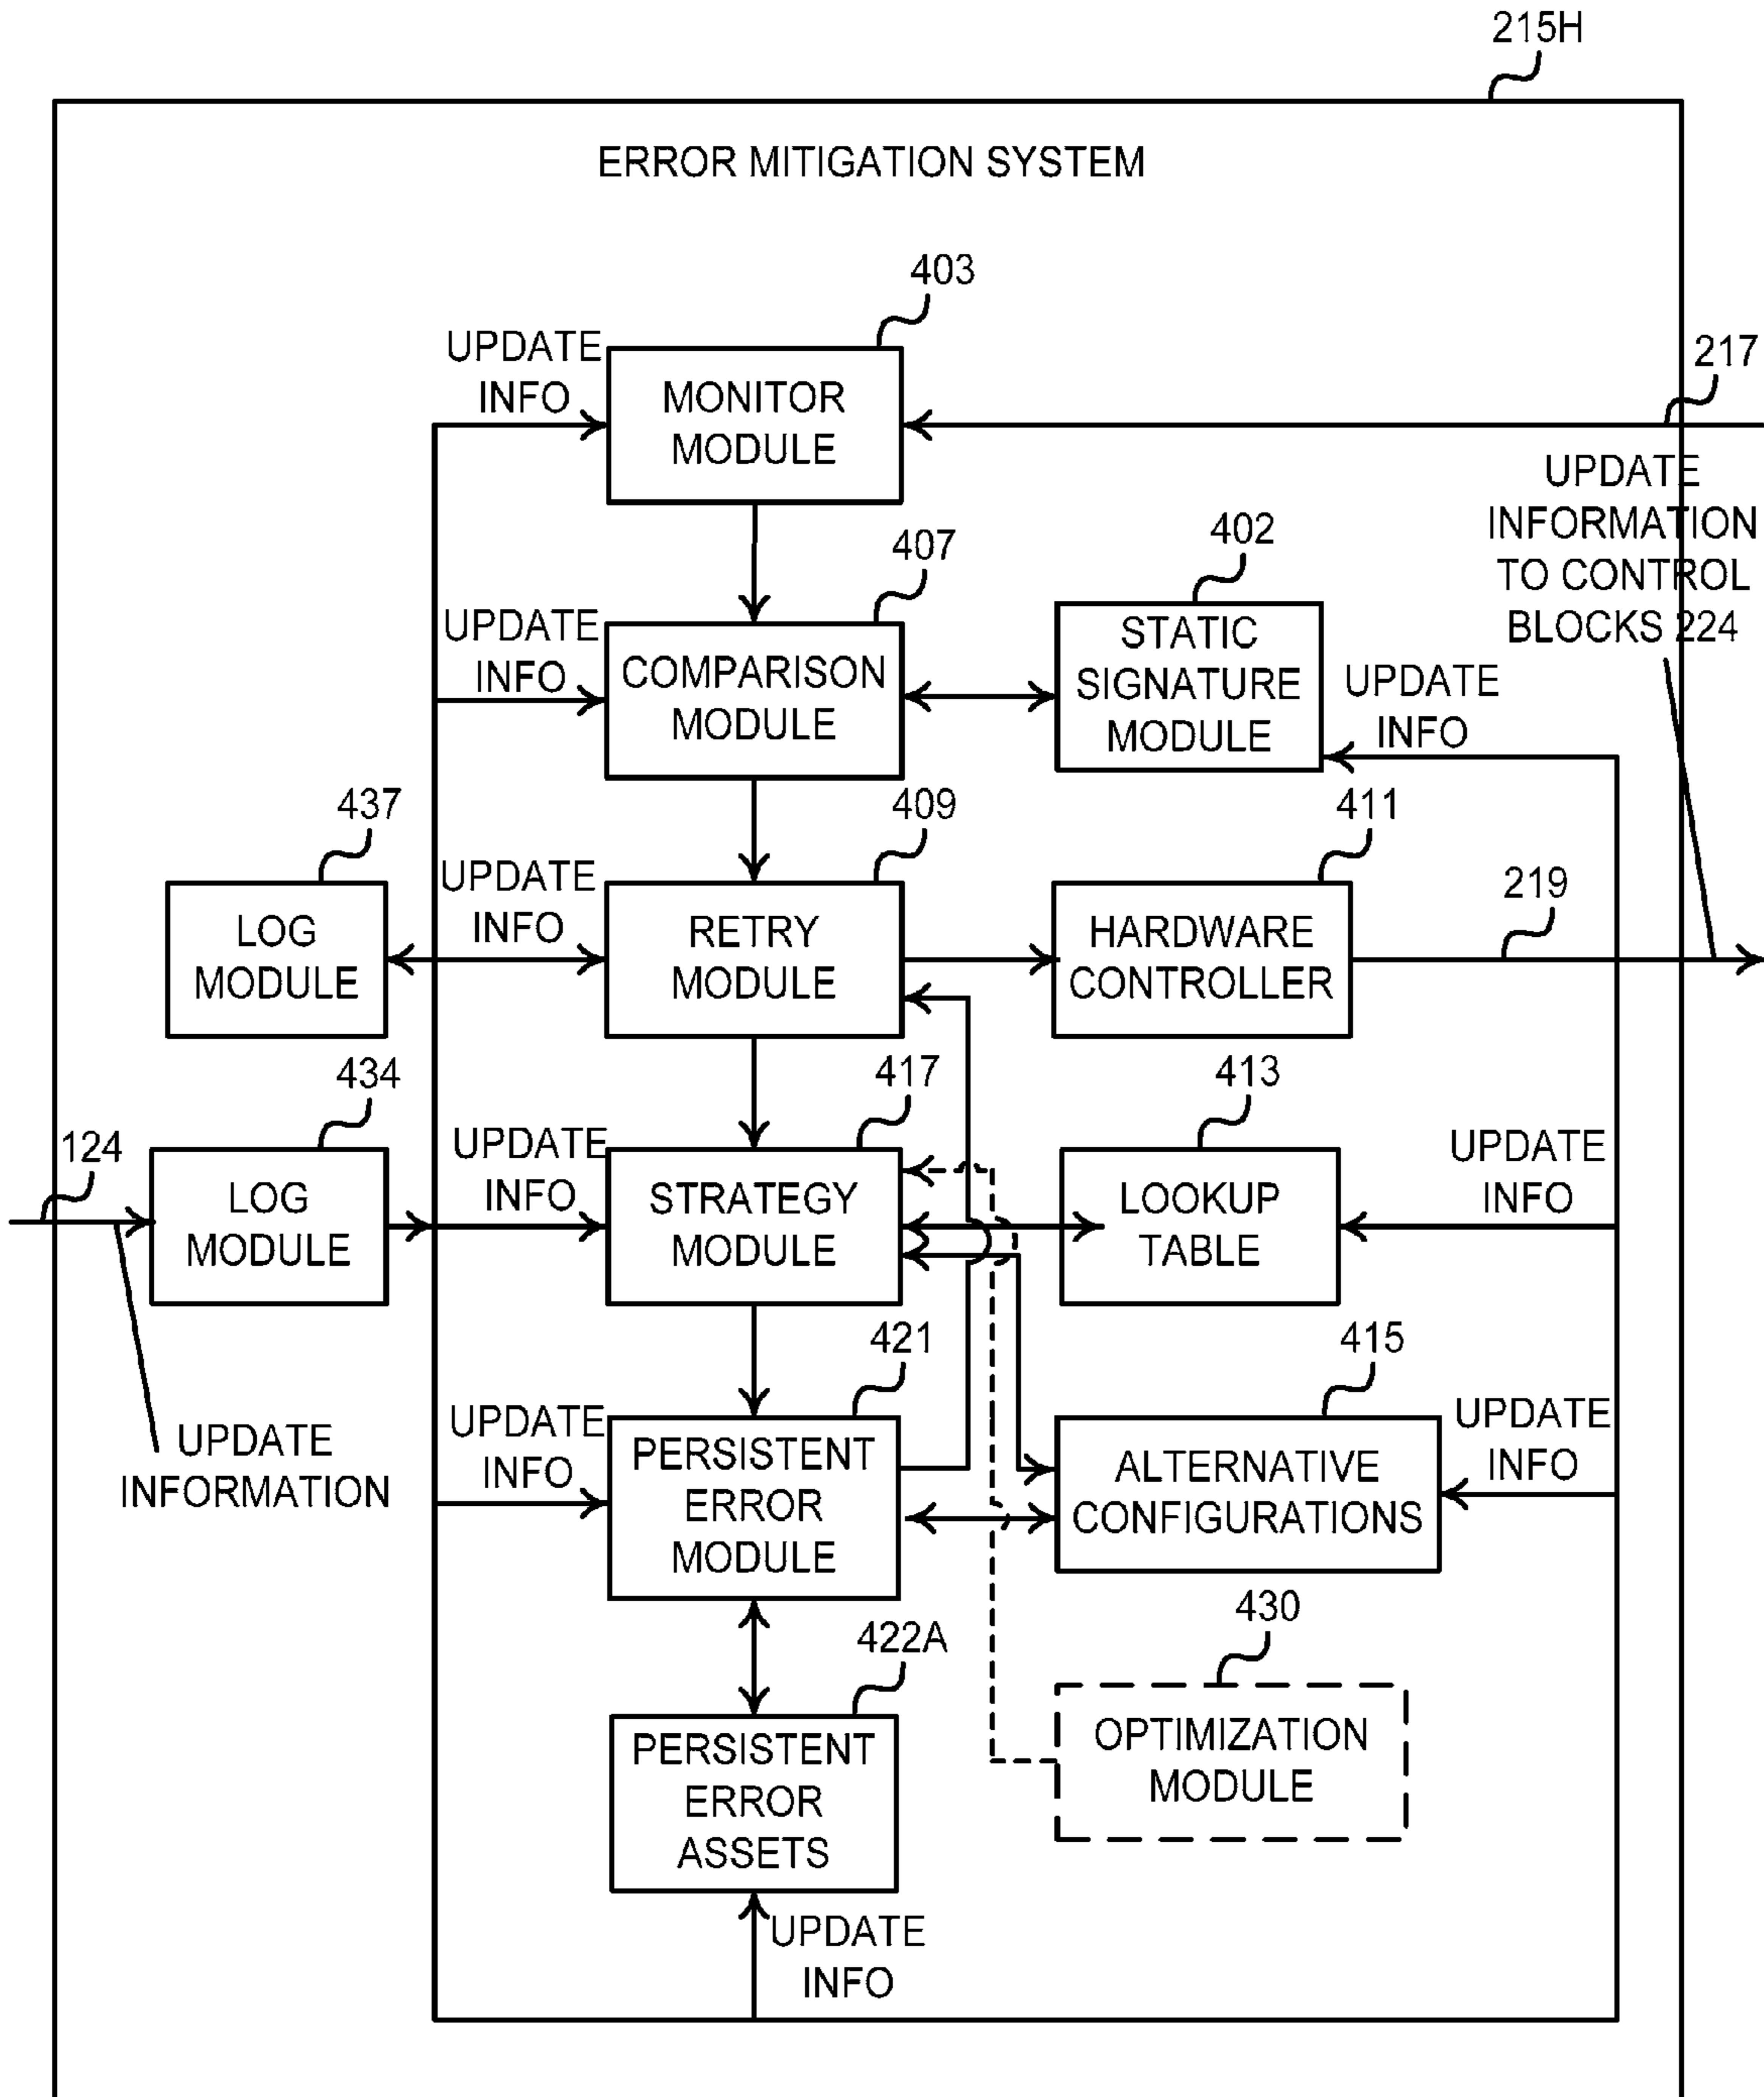 215H
ERROR MITIGATION SYSTEM
403
UPDATE
INFO
MONITOR
MODULE
217
UPDATE
INFORMATION
TO CONTROL
BLOCKS 224
407
402
UPDATE
INFO
COMPARISON
MODULE
STATIC
SIGNATURE
MODULE
UPDATE
INFO
437
409
411
LOG
MODULE
UPDATE
INFO
RETRY
MODULE
HARDWARE
CONTROLLER
219
434
417
413
124
LOG
MODULE
UPDATE
INFO
STRATEGY
MODULE
LOOKUP
TABLE
UPDATE
INFO
UPDATE
INFORMATION
421
415
UPDATE
INFO
PERSISTENT
ERROR
MODULE
ALTERNATIVE
CONFIGURATIONS
UPDATE
INFO
422A
430
PERSISTENT
ERROR
ASSETS
OPTIMIZATION
MODULE
UPDATE
INFO